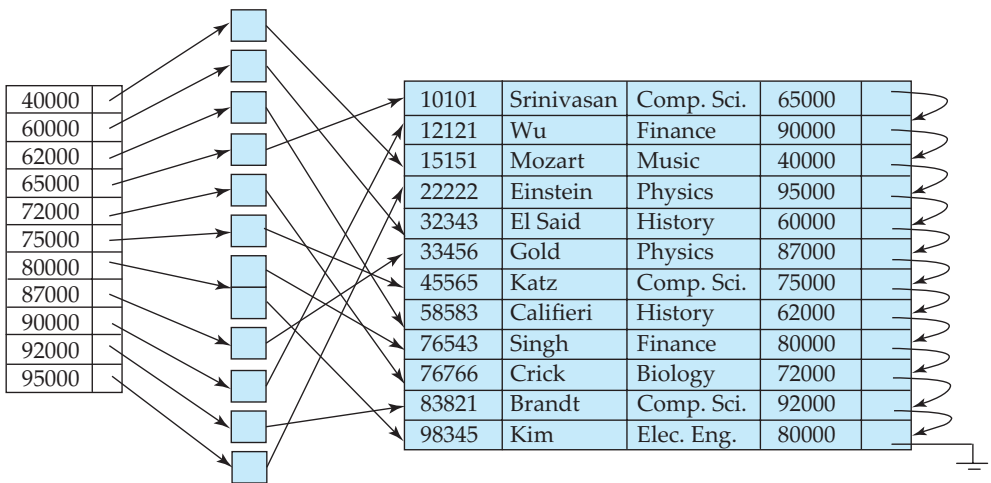 40000
60000
62000
65000
72000
75000
80000
87000
90000
92000
95000
10101 Srinivasan Comp. Sci. 65000
12121 Wu Finance 90000
15151 Mozart Music 40000
22222 Einstein Physics 95000
32343 El Said History 60000
33456 Gold Physics 87000
45565 Katz Comp. Sci. 75000
58583 Califieri History 62000
76543 Singh Finance 80000
76766 Crick Biology 72000
83821 Brandt Comp. Sci. 92000
98345 Kim Elec. Eng. 80000